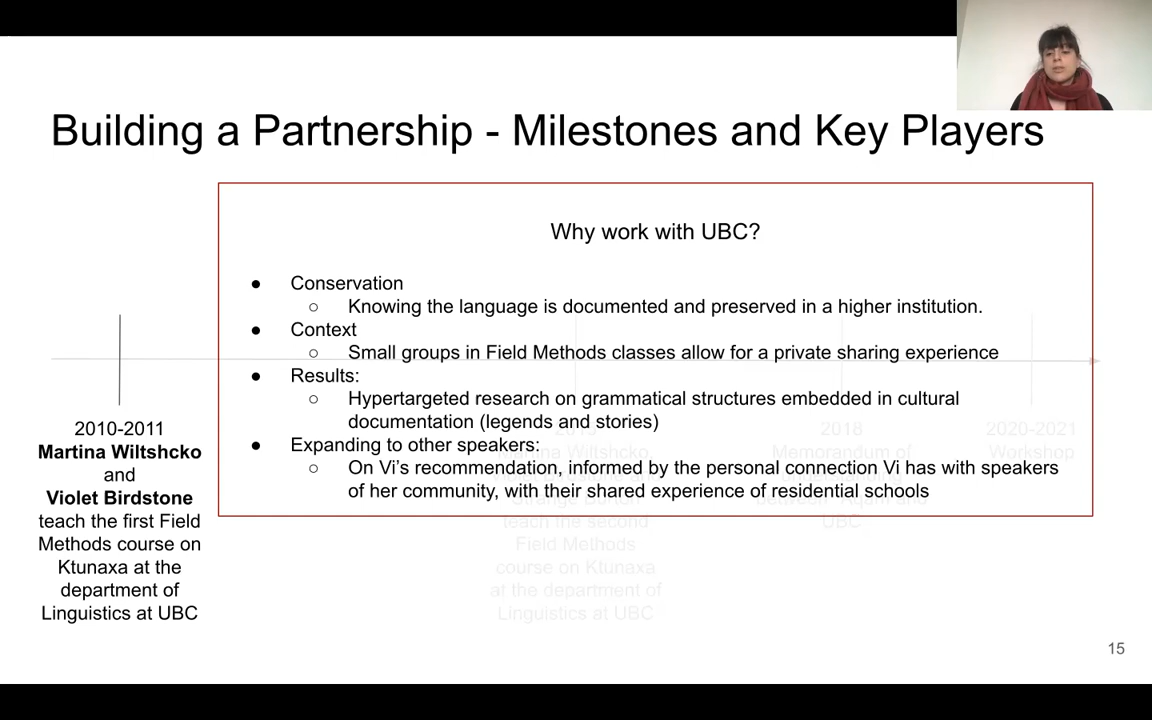 Building a Partnership - Milestones and Key Players
Why work with UBC?
● Conservation
○ Knowing the language is documented and preserved in a higher institution.
● Context
○ Small groups in Field Methods classes allow for a private sharing experience
● Results:
○ Hypertargeted research on grammatical structures embedded in cultural
documentation (legends and stories)
● Expanding to other speakers:
○ On Vi's recommendation, informed by the personal connection Vi has with speakers
of her community, with their shared experience of residential schools
2010-2011
Martina Wiltshcko
and
Violet Birdstone
teach the first Field
Methods course on
Ktunaxa at the
department of
Linguistics at UBC
Martina Wiltshcko,
Violet Birdstone and
teach the second
Field Methods
course on Ktunaxa
at the department of
Linguistics at UBC
2018
Memorandum of
UBC
2020-2021
Workshop
15